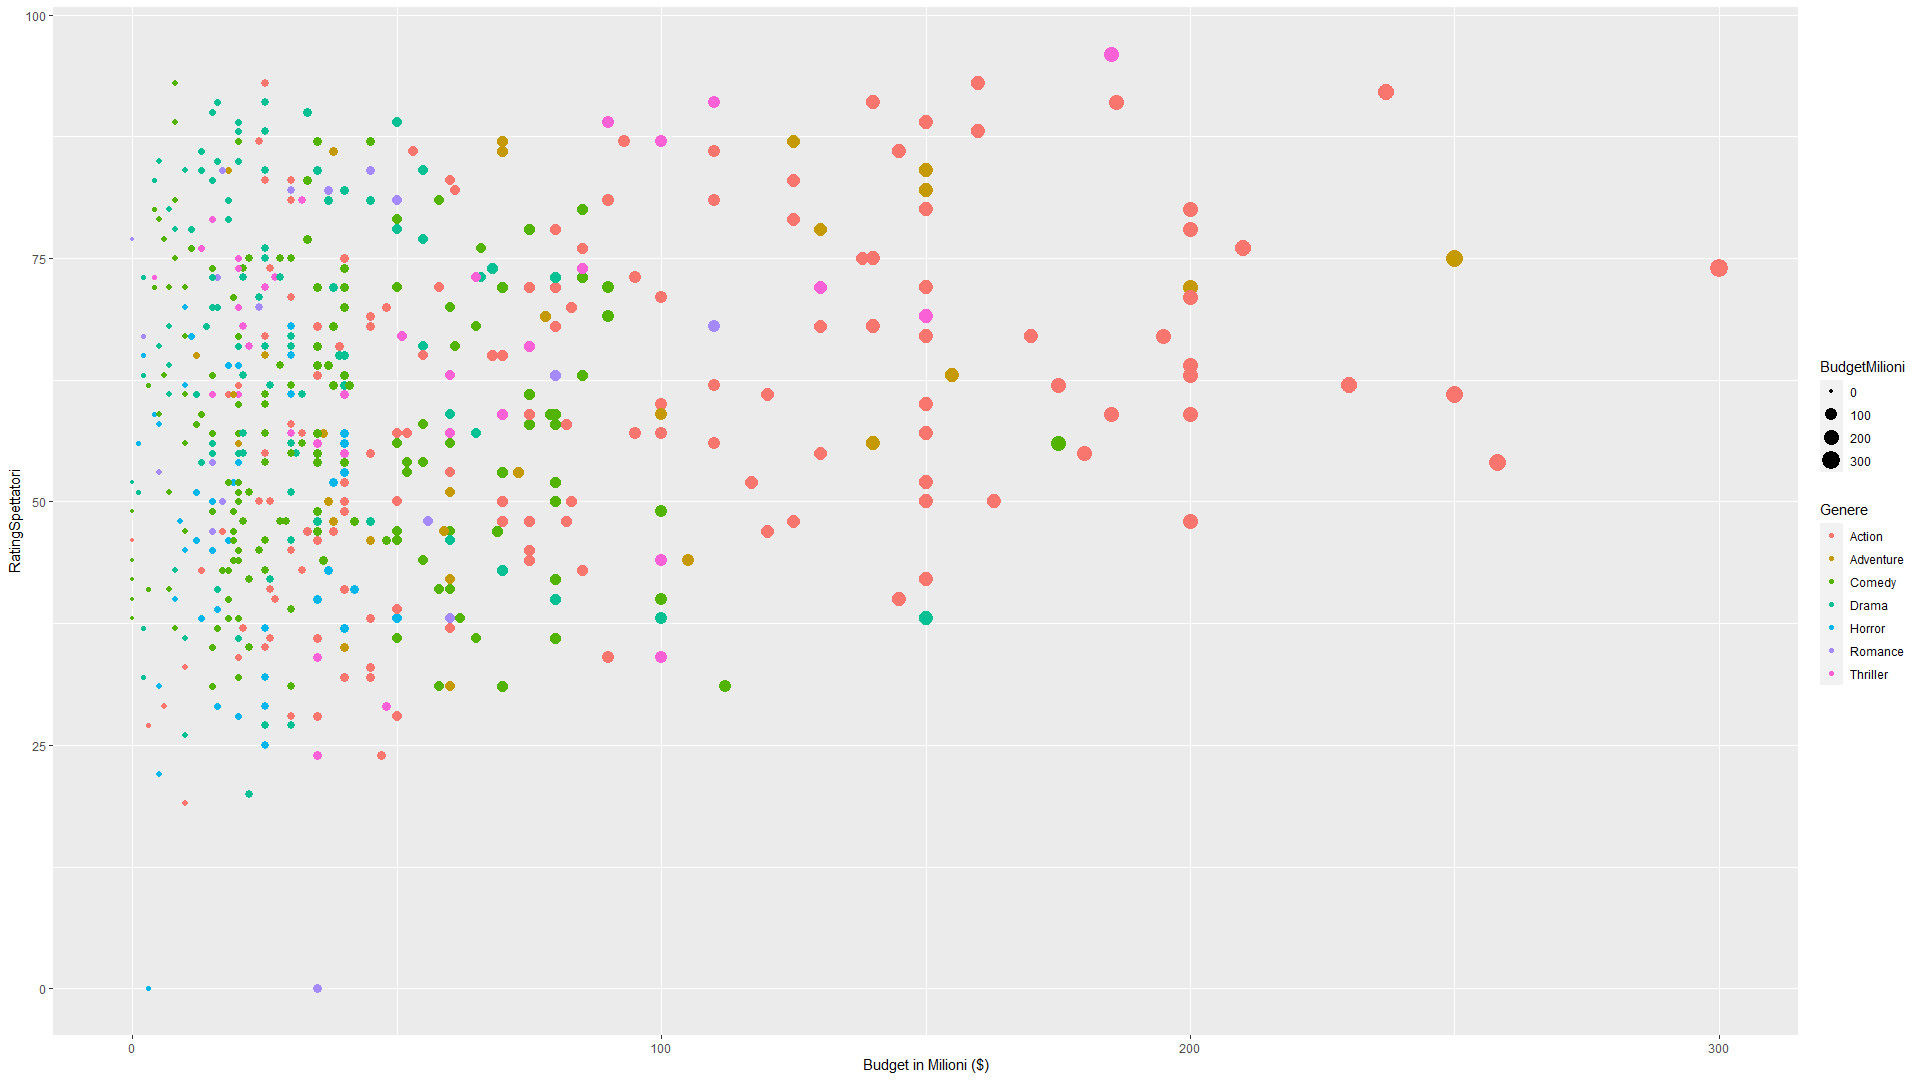 100
75
50
25
0
RatingSpettatori
0
100
200
300
Budget in Milioni ($)
BudgetMilioni
0
100
200
300
Genere
Action
Adventure
Comedy
Drama
Horror
Romance
Thriller